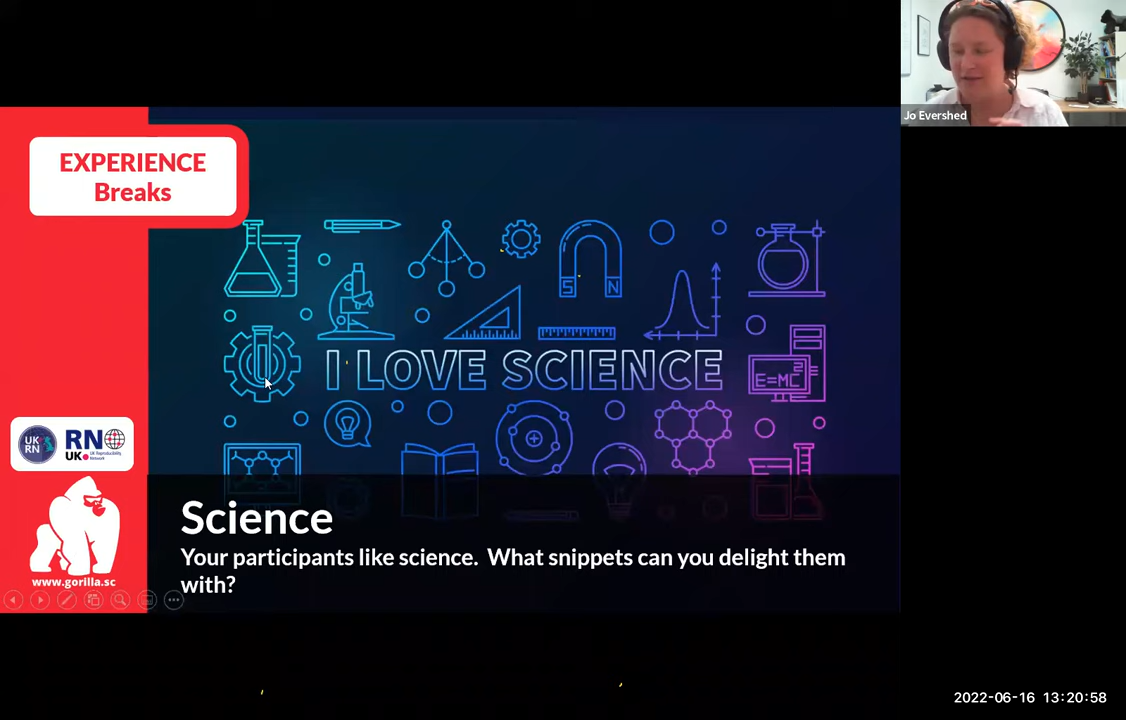 Jo Evershed
EXPERIENCE
Breaks
S N
I LOVE SCIENCE
E=MC²
UK
RN
RN
UK
UK Reproducibility
Network
Science
Your participants like science. What snippets can you delight them
with?
www.gorilla.sc
2022-06-16 13:20:58